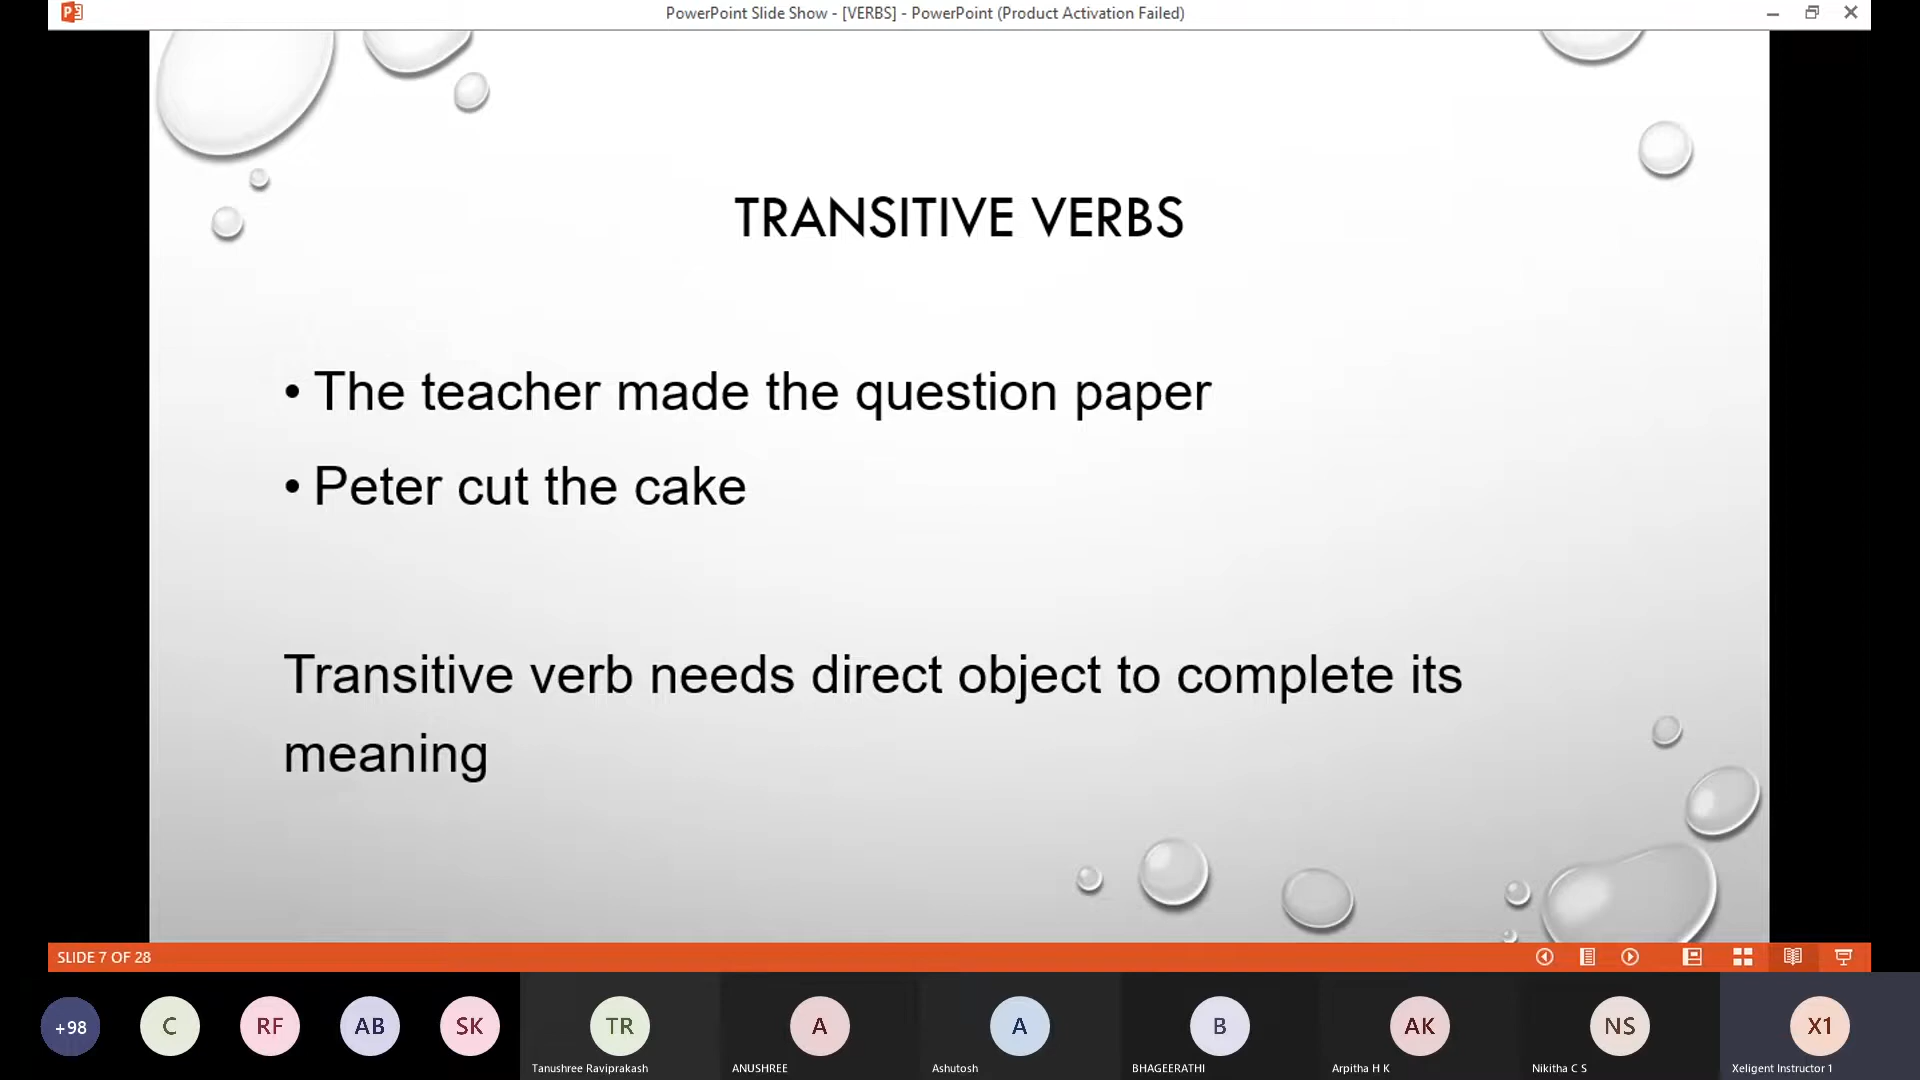 PowerPoint Slide Show - [VERBS] - PowerPoint (Product Activation Failed)
TRANSITIVE VERBS
• The teacher made the question paper
• Peter cut the cake
Transitive verb needs direct object to complete its
meaning
SLIDE 7 OF 28
+98
C
RF
AB
SK
TR
A
A
B
AK
NS
X1
Tanushree Raviprakash
ANUSHREE
Ashutosh
BHAGEERATHI
Arpitha H K
Nikitha C S
Xeligent Instructor 1